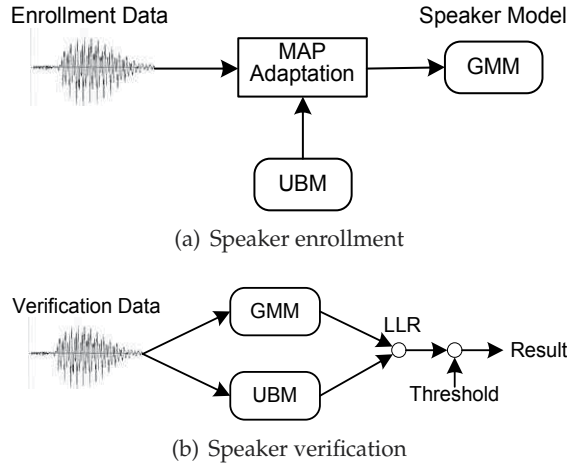 Enrollment Data
Speaker Model
MAP
Adaptation
GMM
UBM
(a) Speaker enrollment
Verification Data
GMM
LLR
Result
UBM
Threshold
(b) Speaker verification